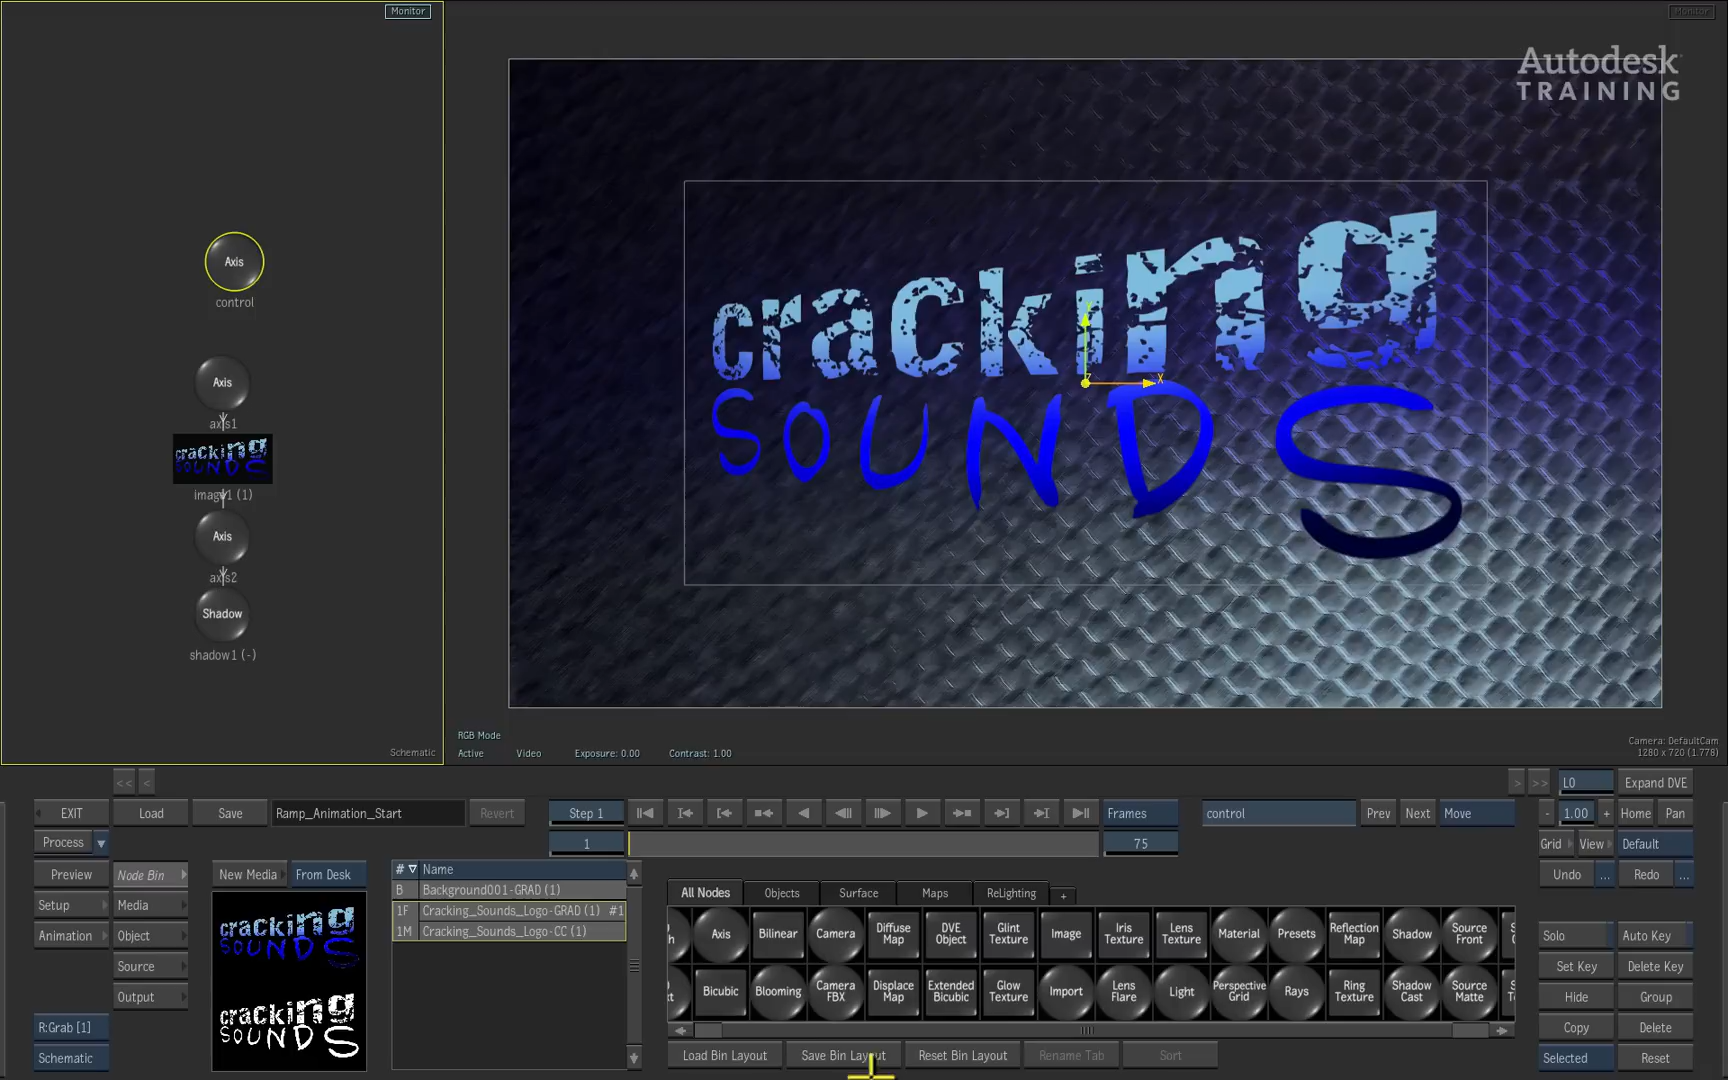 Monitor
Monitor
Autodesk
TRAINING
Axis
control
Axis
axis1
cracking
SOUNDS
image1 (1)
Axis
axis2
Shadow
shadow1 (-)
Schematic
cracking
SOUNDS
Y
X
Z
RGB Mode
Active Video Exposure: 0.00 Contrast: 1.00
Camera: DefaultCam
1280 x 720 (1.778)
<< < > >> L0 Expand DVE
EXIT Load Save Ramp_Animation_Start Revert Step 1 Frames control Prev Next Move - 1.00 + Home Pan
Process 1 75 Grid View Default
Preview Node Bin New Media From Desk # Name Undo ... Redo ...
Setup Media
Animation Object
Source
Output
R:Grab [1]
Schematic
cracking
SOUNDS
cracking
SOUNDS
B Background001-GRAD (1)
1F Cracking_Sounds_Logo-GRAD (1) #1
1M Cracking_Sounds_Logo-CC (1)
All Nodes Objects Surface Maps ReLighting +
Axis Bilinear Camera Diffuse Map DVE Object Glint Texture Image Iris Texture Lens Texture Material Presets Reflection Map Shadow Source Front
Bicubic Blooming Camera FBX Displace Map Extended Bicubic Glow Texture Import Lens Flare Light Perspective Grid Rays Ring Texture Shadow Cast Source Matte
Load Bin Layout Save Bin Layout Reset Bin Layout Rename Tab Sort
Solo Auto Key
Set Key Delete Key
Hide Group
Copy Delete
Selected Reset